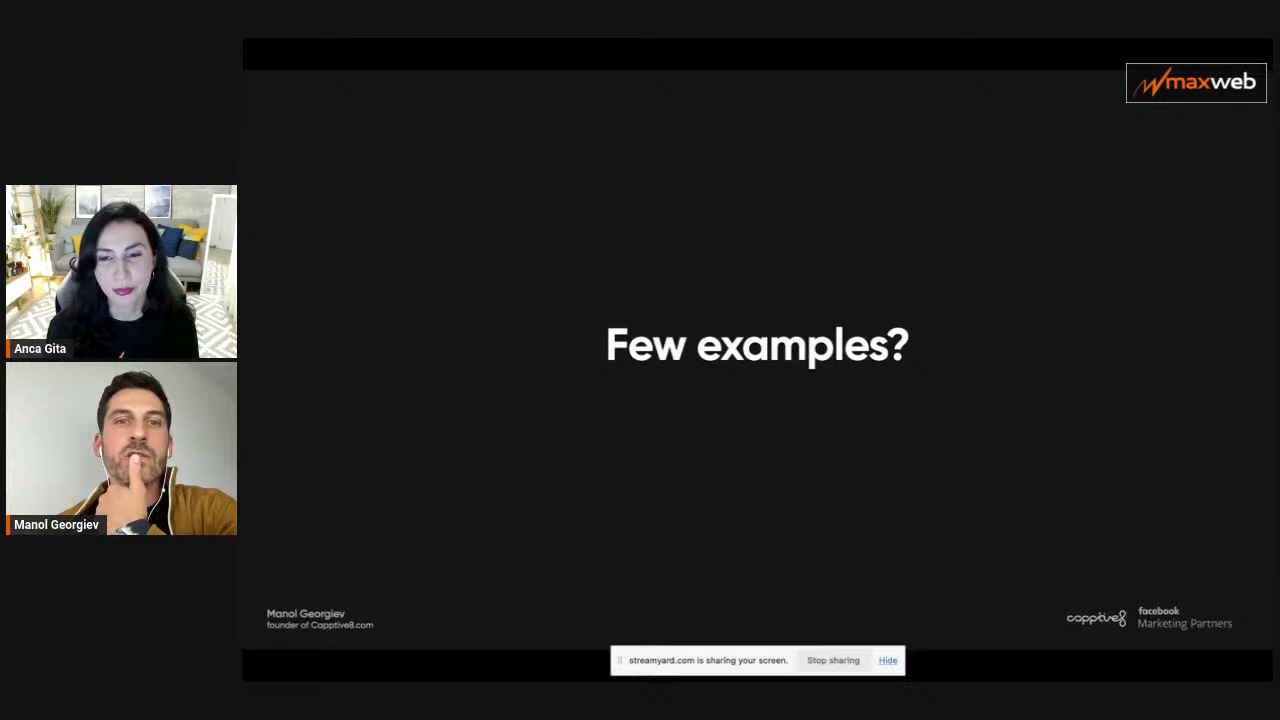 maxweb
Anca Gita
Few examples?
Manol Georgiev
Manol Georgiev
founder of Capptive8.com
capptive8
facebook
Marketing Partners
streamyard.com is sharing your screen.
Stop sharing
Hide